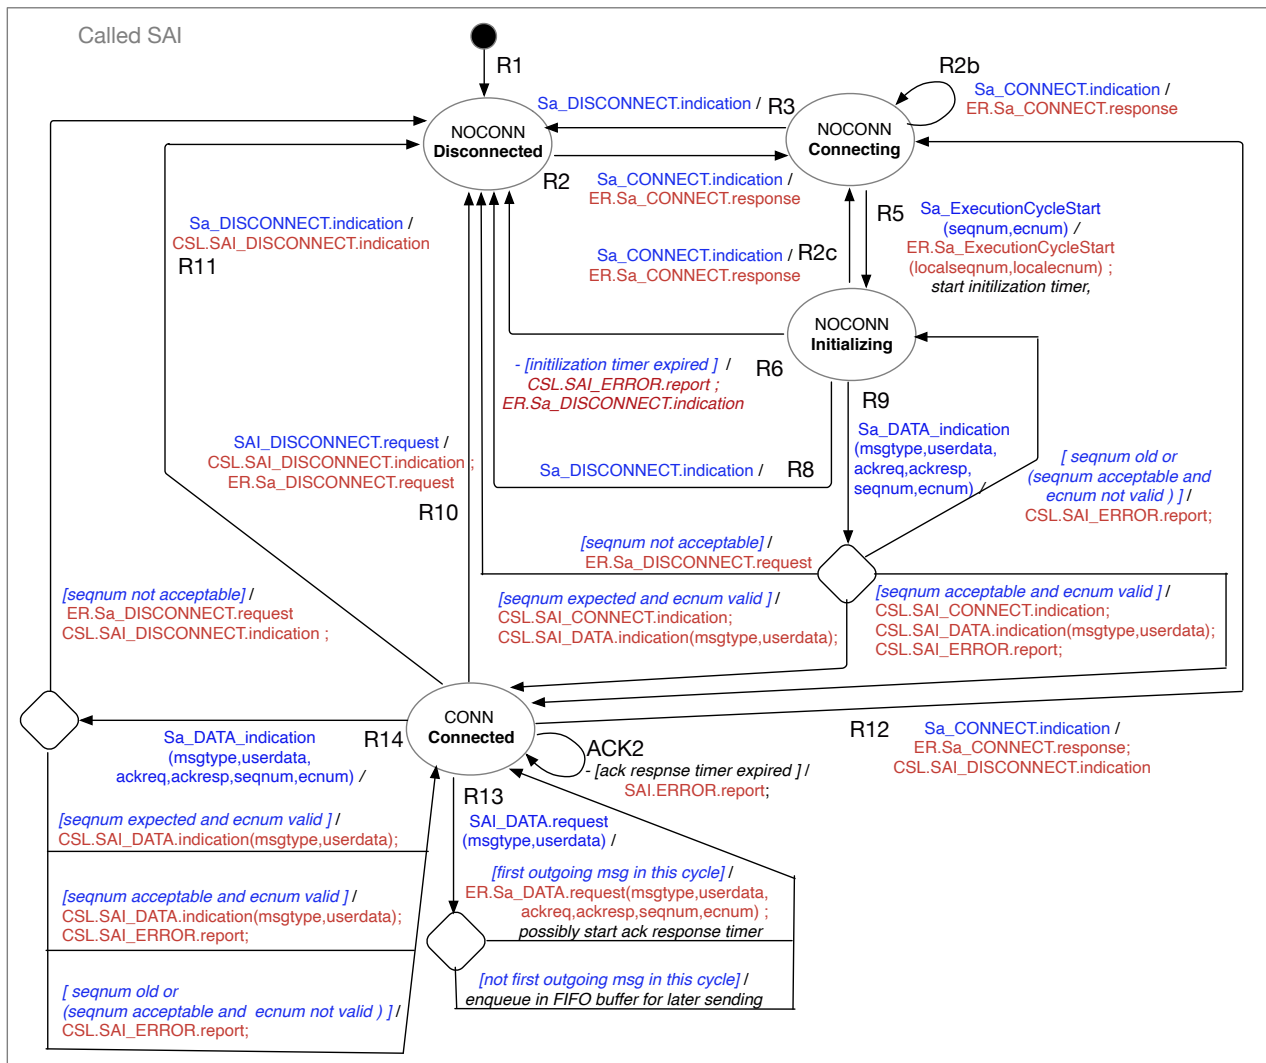 Called SAI
R1
R2b
Sa_CONNECT.indication /
ER.Sa_CONNECT.response
Sa_DISCONNECT.indication /
R3
NOCONN
Disconnected
NOCONN
Connecting
R2
Sa_CONNECT.indication /
ER.Sa_CONNECT.response
R5
Sa_ExecutionCycleStart
(seqnum,ecnum) /
ER.Sa_ExecutionCycleStart
(localseqnum,localecnum) ;
start initilization timer,
Sa_DISCONNECT.indication /
CSL.SAI_DISCONNECT.indication
R11
Sa_CONNECT.indication /
ER.Sa_CONNECT.response
R2c
NOCONN
Initializing
- [initilization timer expired ] /
CSL.SAI_ERROR.report ;
ER.Sa_DISCONNECT.indication
R6
R9
Sa_DATA_indication
(msgtype,userdata,
ackreq,ackresp,
seqnum,ecnum) /
SAI_DISCONNECT.request /
CSL.SAI_DISCONNECT.indication ;
ER.Sa_DISCONNECT.request
R10
Sa_DISCONNECT.indication /
R8
[ seqnum old or
(seqnum acceptable and
ecnum not valid ) ] /
CSL.SAI_ERROR.report;
[seqnum not acceptable] /
ER.Sa_DISCONNECT.request
[seqnum not acceptable] /
ER.Sa_DISCONNECT.request
CSL.SAI_DISCONNECT.indication ;
[seqnum expected and ecnum valid ] /
CSL.SAI_CONNECT.indication;
CSL.SAI_DATA.indication(msgtype,userdata);
[seqnum acceptable and ecnum valid ] /
CSL.SAI_CONNECT.indication;
CSL.SAI_DATA.indication(msgtype,userdata);
CSL.SAI_ERROR.report;
CONN
Connected
R14
Sa_DATA_indication
(msgtype,userdata,
ackreq,ackresp,seqnum,ecnum) /
R12
Sa_CONNECT.indication /
ER.Sa_CONNECT.response;
CSL.SAI_DISCONNECT.indication
ACK2
- [ack respnse timer expired ] /
SAI.ERROR.report;
R13
SAI_DATA.request
(msgtype,userdata) /
[seqnum expected and ecnum valid ] /
CSL.SAI_DATA.indication(msgtype,userdata);
[first outgoing msg in this cycle] /
ER.Sa_DATA.request(msgtype,userdata,
ackreq,ackresp,seqnum,ecnum) ;
possibly start ack response timer
[seqnum acceptable and ecnum valid ] /
CSL.SAI_DATA.indication(msgtype,userdata);
CSL.SAI_ERROR.report;
[not first outgoing msg in this cycle] /
enqueue in FIFO buffer for later sending
[ seqnum old or
(seqnum acceptable and ecnum not valid ) ] /
CSL.SAI_ERROR.report;